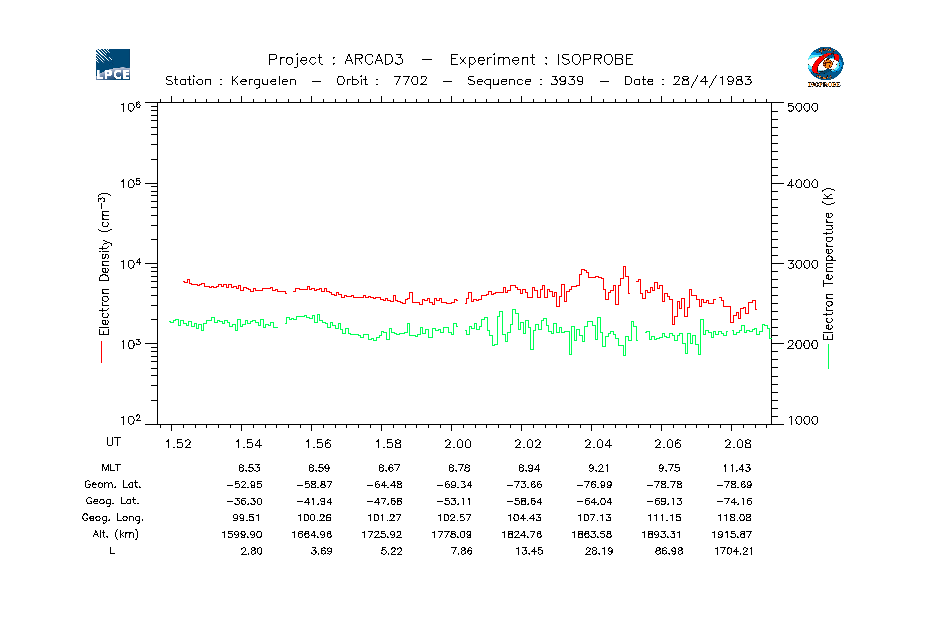 LPCE
Project : ARCAD3 − Experiment : ISOPROBE
Station : Kerguelen − Orbit : 7702 − Sequence : 3939 − Date : 28/4/1983
ISOPROBE
10⁶
10⁵
10⁴
10³
10²
Electron Density (cm⁻³)
5000
4000
3000
2000
1000
Electron Temperature (K)
UT 1.52 1.54 1.56 1.58 2.00 2.02 2.04 2.06 2.08
MLT 8.53 8.59 8.67 8.78 8.94 9.21 9.75 11.43
Geom. Lat. −52.95 −58.87 −64.48 −69.34 −73.66 −76.99 −78.78 −78.69
Geog. Lat. −36.30 −41.94 −47.56 −53.11 −58.64 −64.04 −69.13 −74.16
Geog. Long. 99.51 100.26 101.27 102.57 104.43 107.13 111.15 118.08
Alt. (km) 1599.90 1664.96 1725.92 1778.09 1824.76 1863.58 1893.31 1915.87
L 2.80 3.69 5.22 7.86 13.45 28.19 86.98 1704.21